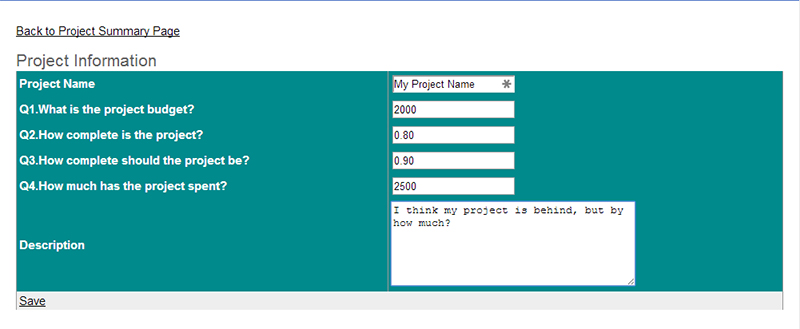 Back to Project Summary Page
Project Information
Project Name My Project Name *
Q1.What is the project budget? 2000
Q2.How complete is the project? 0.80
Q3.How complete should the project be? 0.90
Q4.How much has the project spent? 2500
Description I think my project is behind, but by
how much?
Save